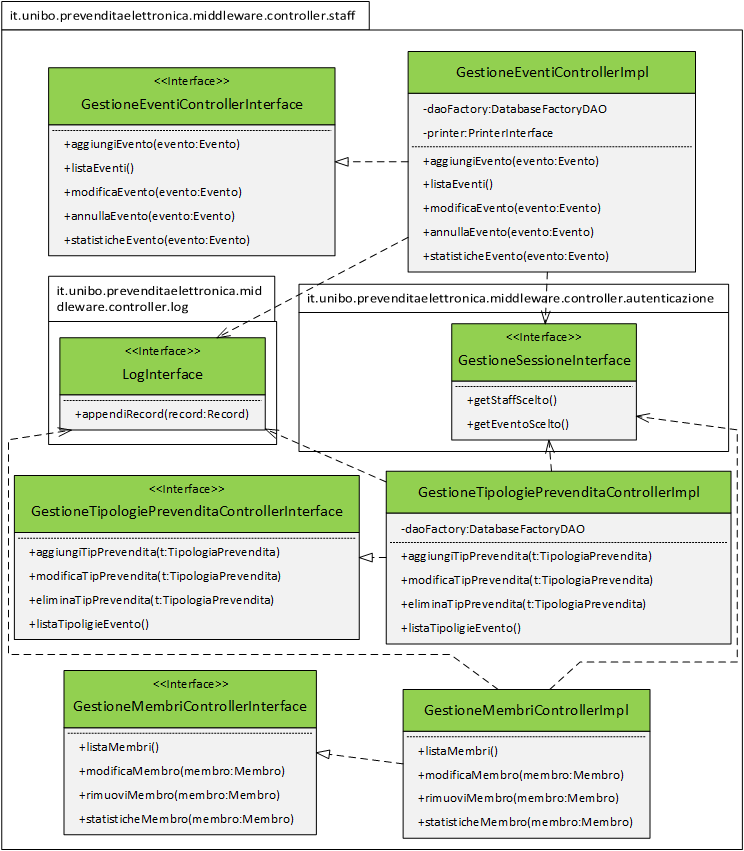 it.unibo.prevenditaelettronica.middleware.controller.staff
<<Interface>>
GestioneEventiControllerInterface
+aggiungiEvento(evento:Evento)
+listaEventi()
+modificaEvento(evento:Evento)
+annullaEvento(evento:Evento)
+statisticheEvento(evento:Evento)
GestioneEventiControllerImpl
-daoFactory:DatabaseFactoryDAO
-printer:PrinterInterface
+aggiungiEvento(evento:Evento)
+listaEventi()
+modificaEvento(evento:Evento)
+annullaEvento(evento:Evento)
+statisticheEvento(evento:Evento)
it.unibo.prevenditaelettronica.mid
dleware.controller.log
<<Interface>>
LogInterface
+appendiRecord(record:Record)
it.unibo.prevenditaelettronica.middleware.controller.autenticazione
<<Interface>>
GestioneSessioneInterface
+getStaffScelto()
+getEventoScelto()
<<Interface>>
GestioneTipologiePrevenditaControllerInterface
+aggiungiTipPrevendita(t:TipologiaPrevendita)
+modificaTipPrevendita(t:TipologiaPrevendita)
+eliminaTipPrevendita(t:TipologiaPrevendita)
+listaTipoligieEvento()
GestioneTipologiePrevenditaControllerImpl
-daoFactory:DatabaseFactoryDAO
+aggiungiTipPrevendita(t:TipologiaPrevendita)
+modificaTipPrevendita(t:TipologiaPrevendita)
+eliminaTipPrevendita(t:TipologiaPrevendita)
+listaTipoligieEvento()
<<Interface>>
GestioneMembriControllerInterface
+listaMembri()
+modificaMembro(membro:Membro)
+rimuoviMembro(membro:Membro)
+statisticheMembro(membro:Membro)
GestioneMembriControllerImpl
+listaMembri()
+modificaMembro(membro:Membro)
+rimuoviMembro(membro:Membro)
+statisticheMembro(membro:Membro)